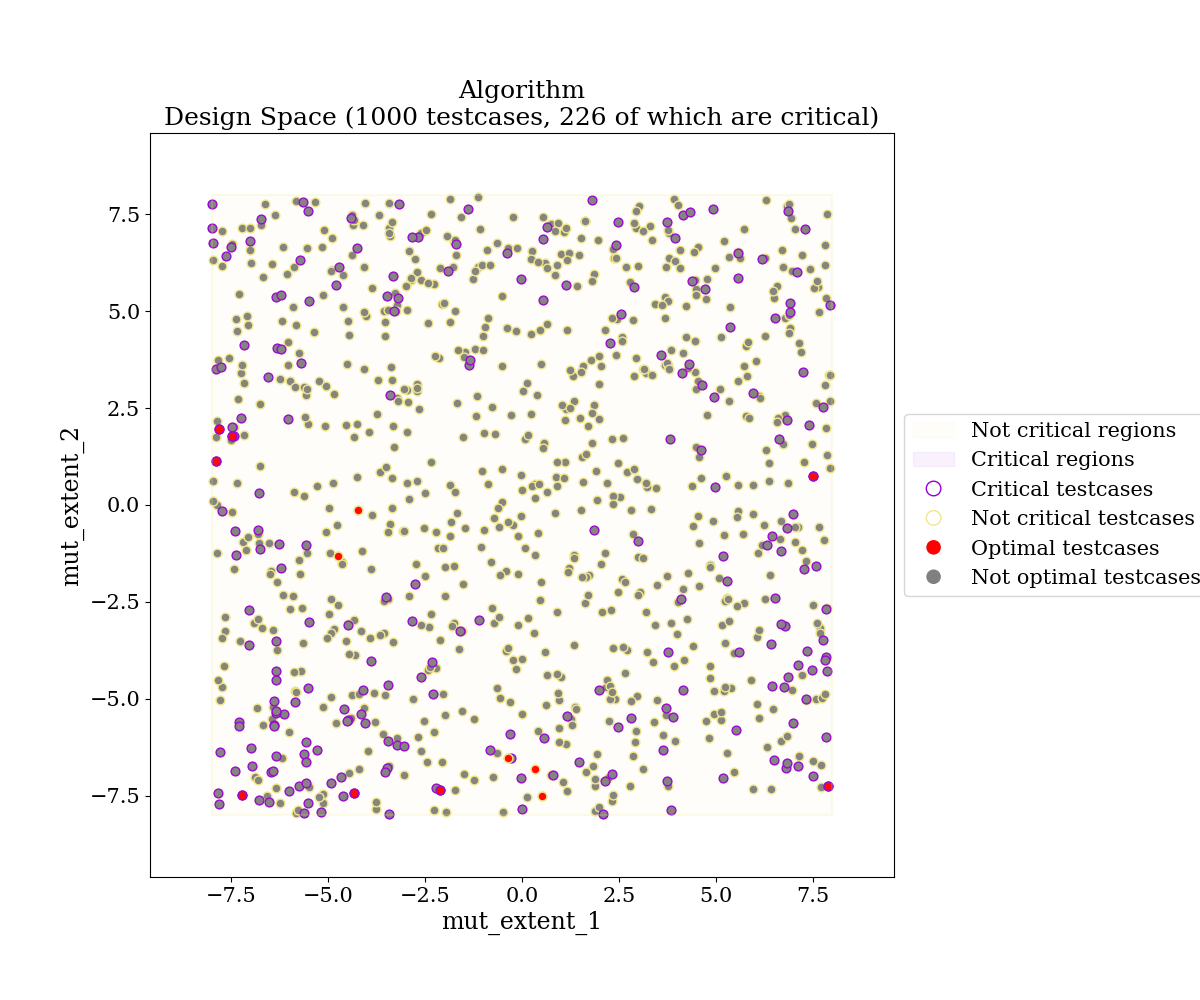 Algorithm
Design Space (1000 testcases, 226 of which are critical)
7.5
5.0
2.5
0.0
−2.5
−5.0
−7.5
mut_extent_2
−7.5 −5.0 −2.5 0.0 2.5 5.0 7.5
mut_extent_1
Not critical regions
Critical regions
Critical testcases
Not critical testcases
Optimal testcases
Not optimal testcases